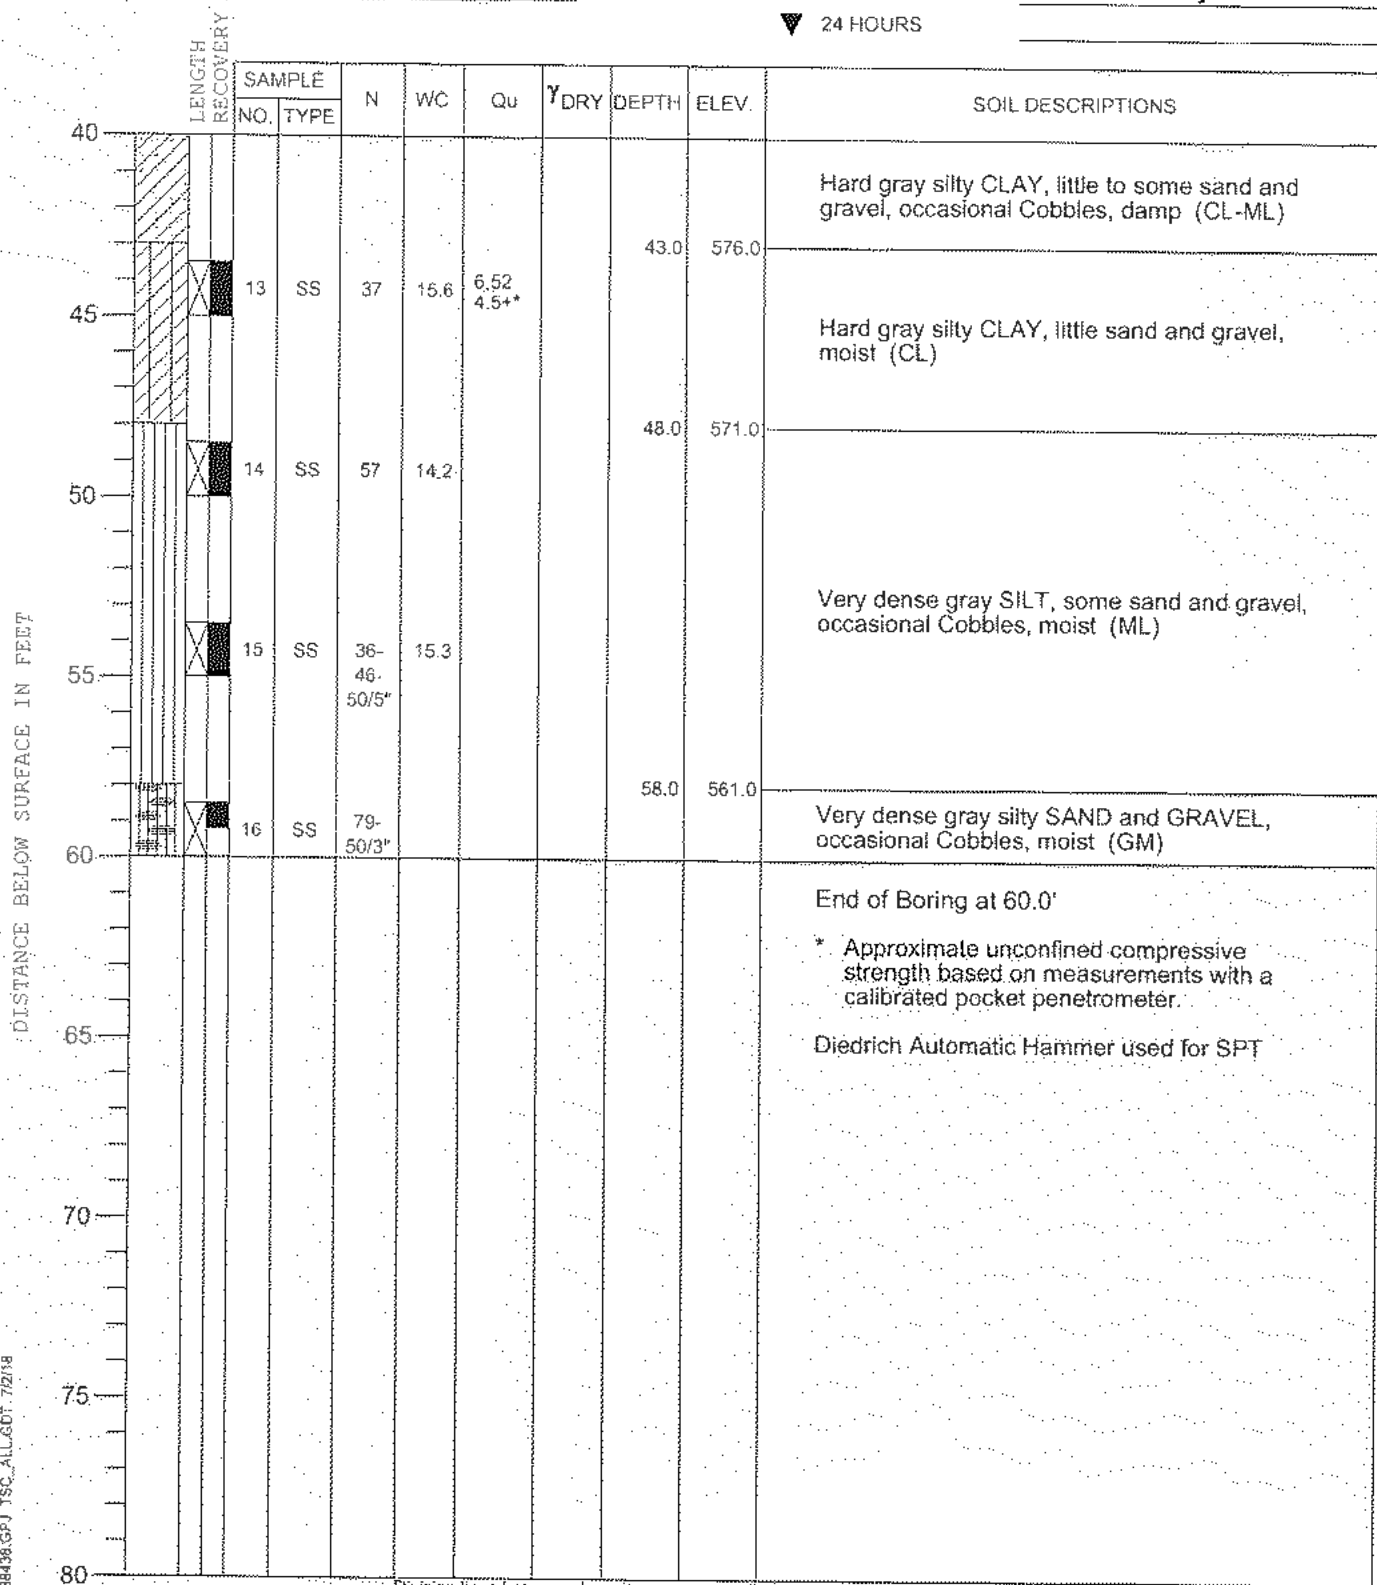 24 HOURS
LENGTH
RECOVERY
SAMPLE
NO. TYPE N WC Qu γDRY DEPTH ELEV. SOIL DESCRIPTIONS
40
Hard gray silty CLAY, little to some sand and
gravel, occasional Cobbles, damp (CL-ML)
43.0 576.0
13 SS 37 15.6 6.52
4.5+*
45
Hard gray silty CLAY, little sand and gravel,
moist (CL)
48.0 571.0
14 SS 57 14.2
50
Very dense gray SILT, some sand and gravel,
occasional Cobbles, moist (ML)
15 SS 36- 15.3
46-
50/5"
55
58.0 561.0
Very dense gray silty SAND and GRAVEL,
occasional Cobbles, moist (GM)
16 SS 79-
50/3"
60
End of Boring at 60.0'
* Approximate unconfined compressive
strength based on measurements with a
calibrated pocket penetrometer.
Diedrich Automatic Hammer used for SPT
65
70
75
80
DISTANCE BELOW SURFACE IN FEET
TSC_ALL.GDT 7/2/18